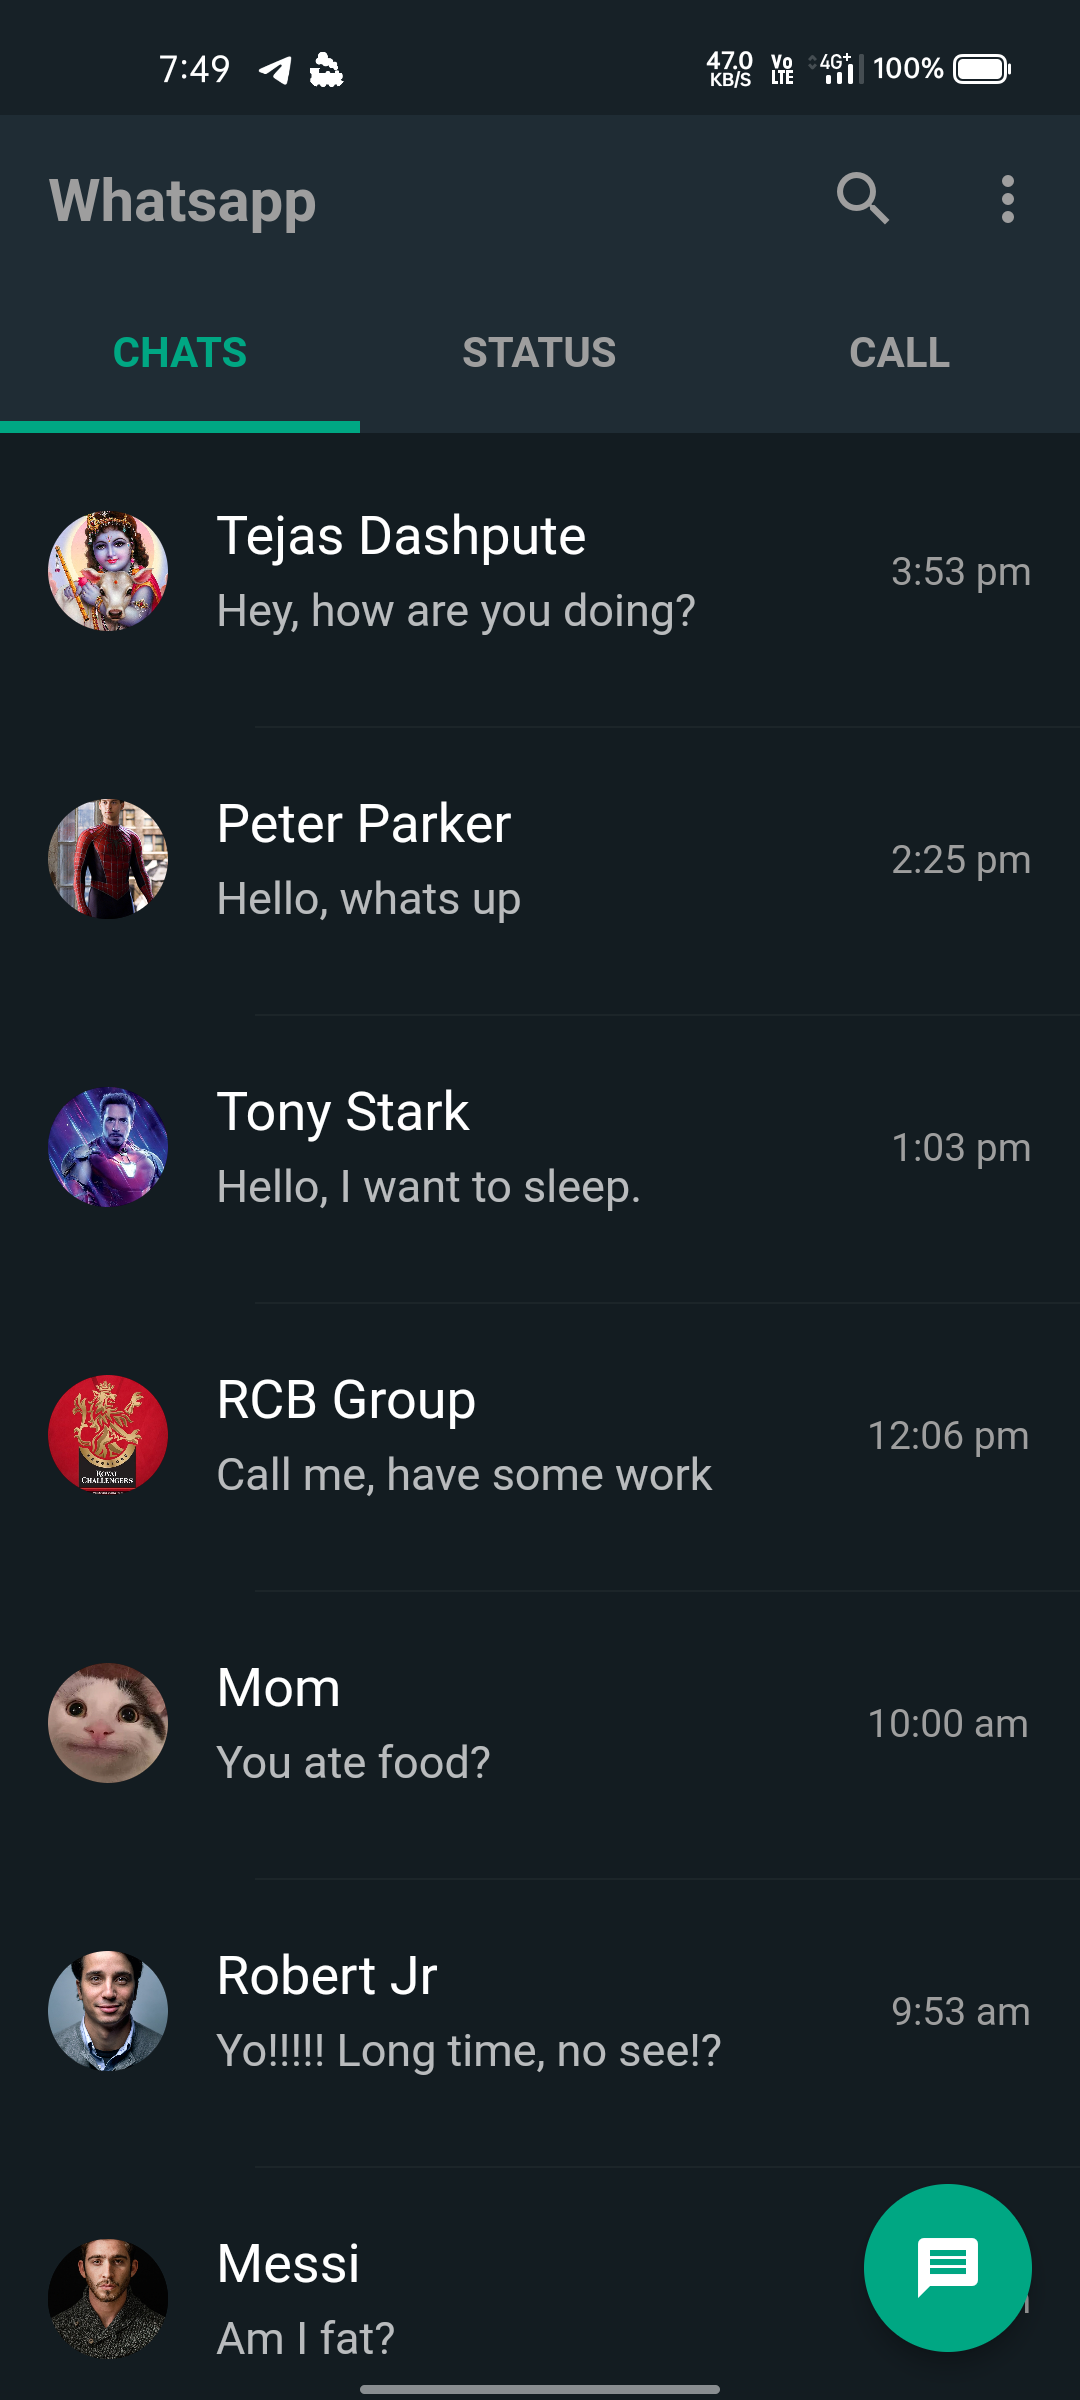 7:49
47.0 KB/S
Vo LTE
4G+
100%
Whatsapp
CHATS STATUS CALL
Tejas Dashpute
Hey, how are you doing?
3:53 pm
Peter Parker
Hello, whats up
2:25 pm
Tony Stark
Hello, I want to sleep.
1:03 pm
RCB Group
Call me, have some work
12:06 pm
ROYAL
CHALLENGERS
Mom
You ate food?
10:00 am
Robert Jr
Yo!!!!! Long time, no see!?
9:53 am
Messi
Am I fat?